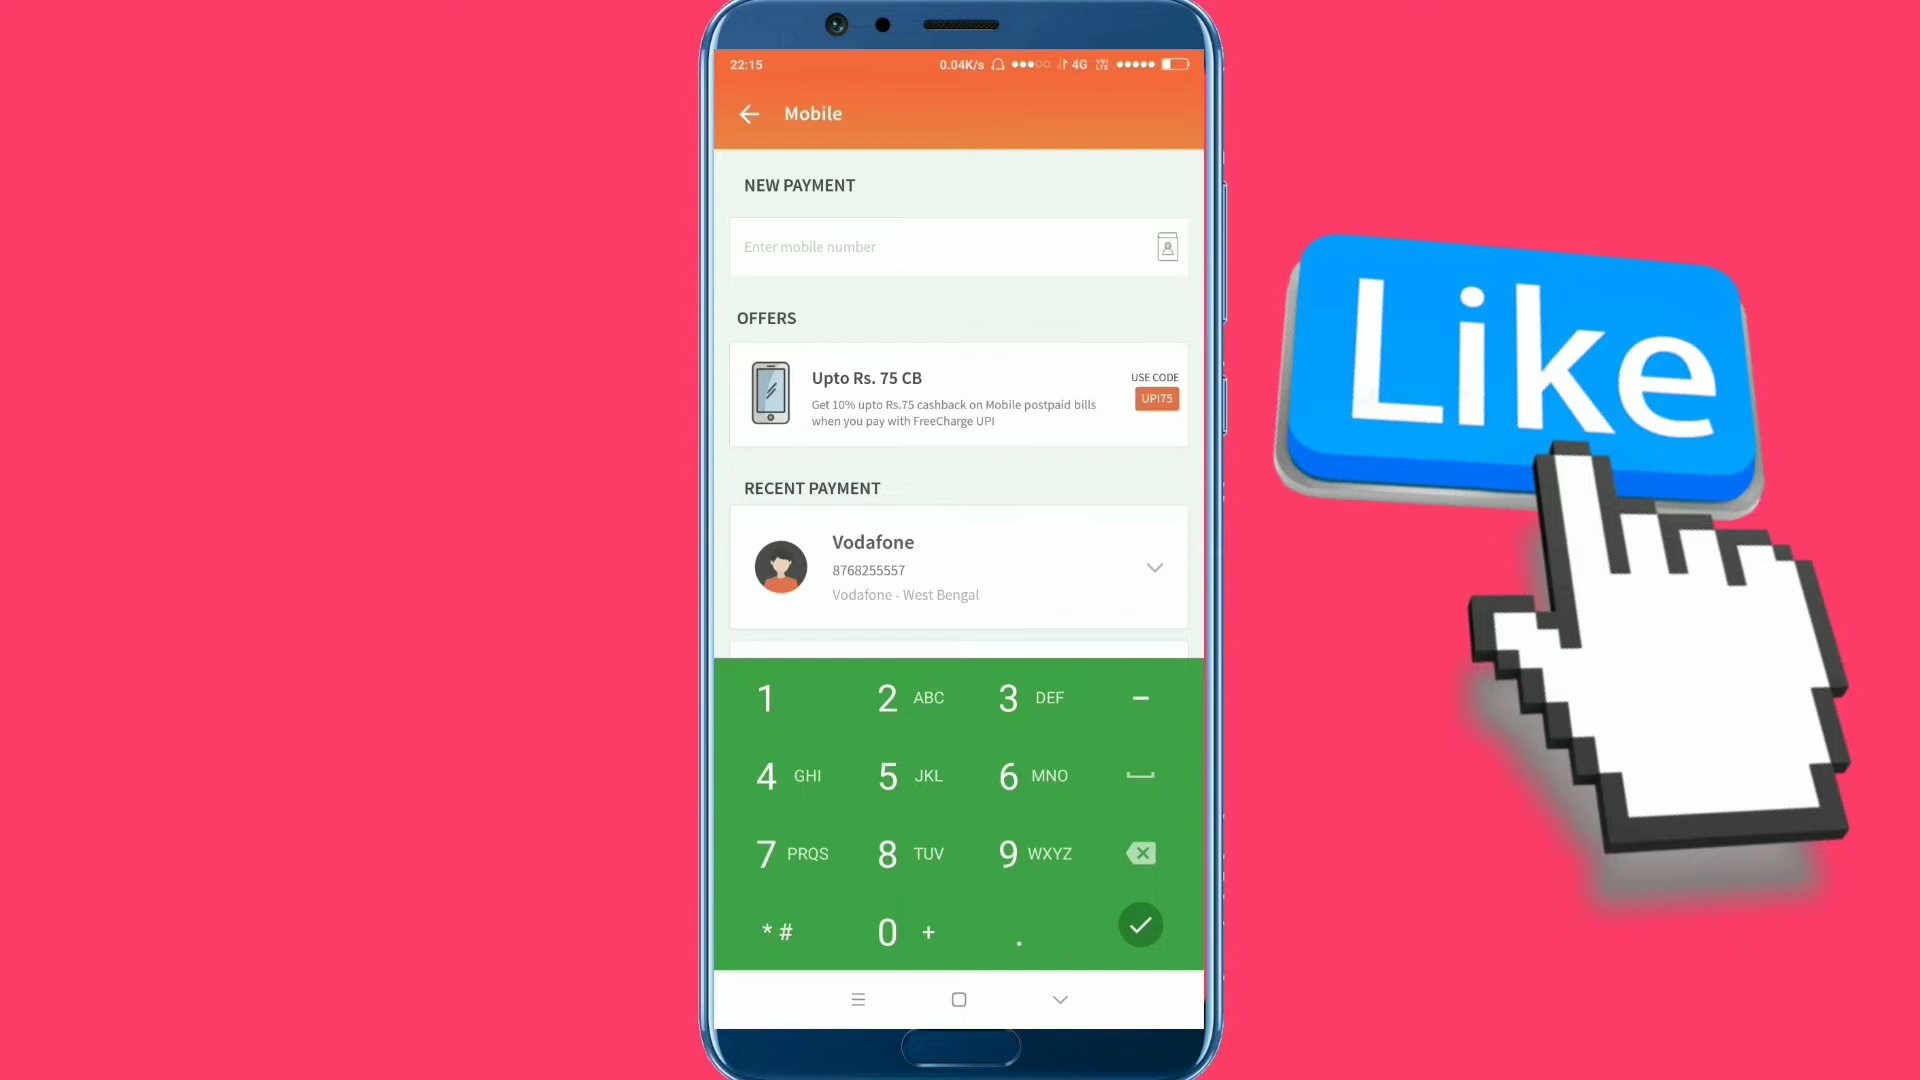 22:15
0.04K/s 4G VoLTE
Mobile
NEW PAYMENT
Enter mobile number
OFFERS
Upto Rs. 75 CB
USE CODE
Get 10% upto Rs.75 cashback on Mobile postpaid bills
UPI75
when you pay with FreeCharge UPI
RECENT PAYMENT
Vodafone
8768255557
Vodafone - West Bengal
1 2 ABC 3 DEF -
4 GHI 5 JKL 6 MNO
7 PRQS 8 TUV 9 WXYZ
* # 0 + .
Like